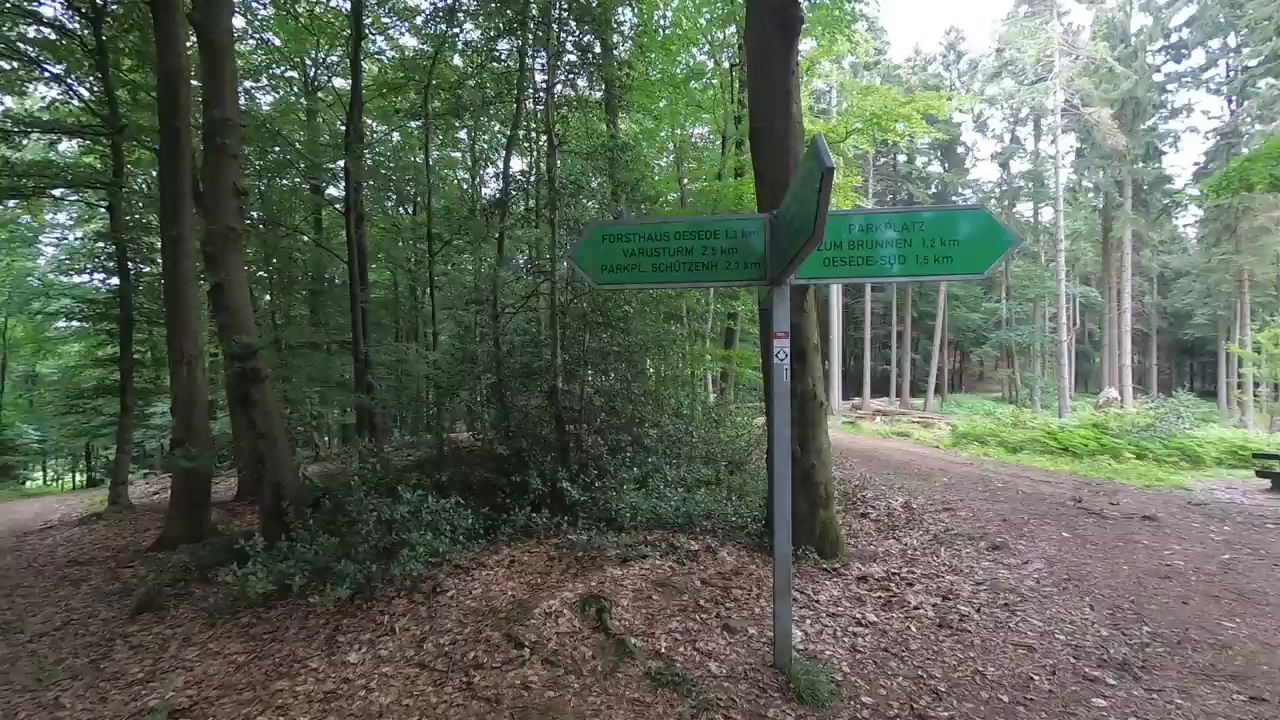 FORSTHAUS OESEDE 1,3 km
VARUSTURM 2,5 km
PARKPL. SCHÜTZENH 2,3 km
PARKPLATZ
ZUM BRUNNEN 1,2 km
OESEDE-SÜD 1,5 km